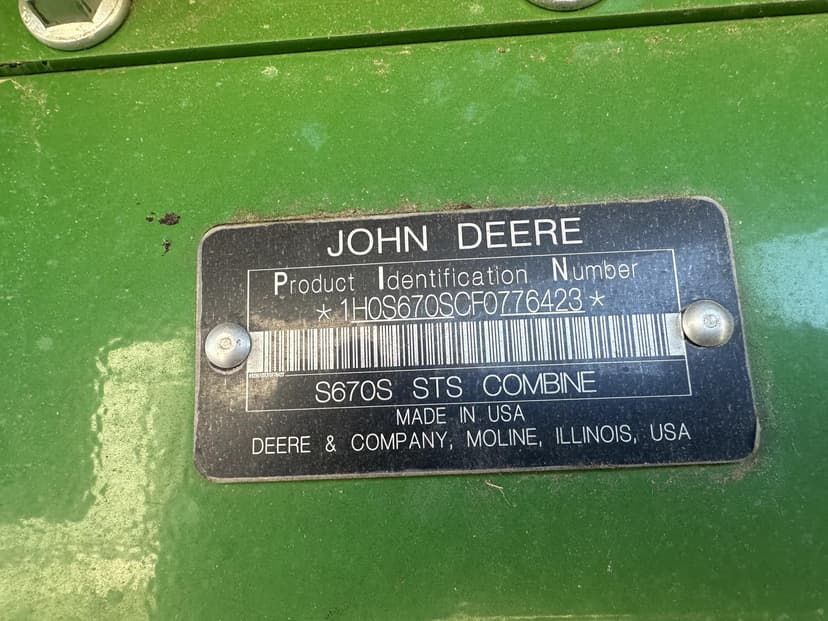 JOHN DEERE
Product Identification Number
*1H0S670SCF0776423*
S670S STS COMBINE
MADE IN USA
DEERE & COMPANY, MOLINE, ILLINOIS, USA